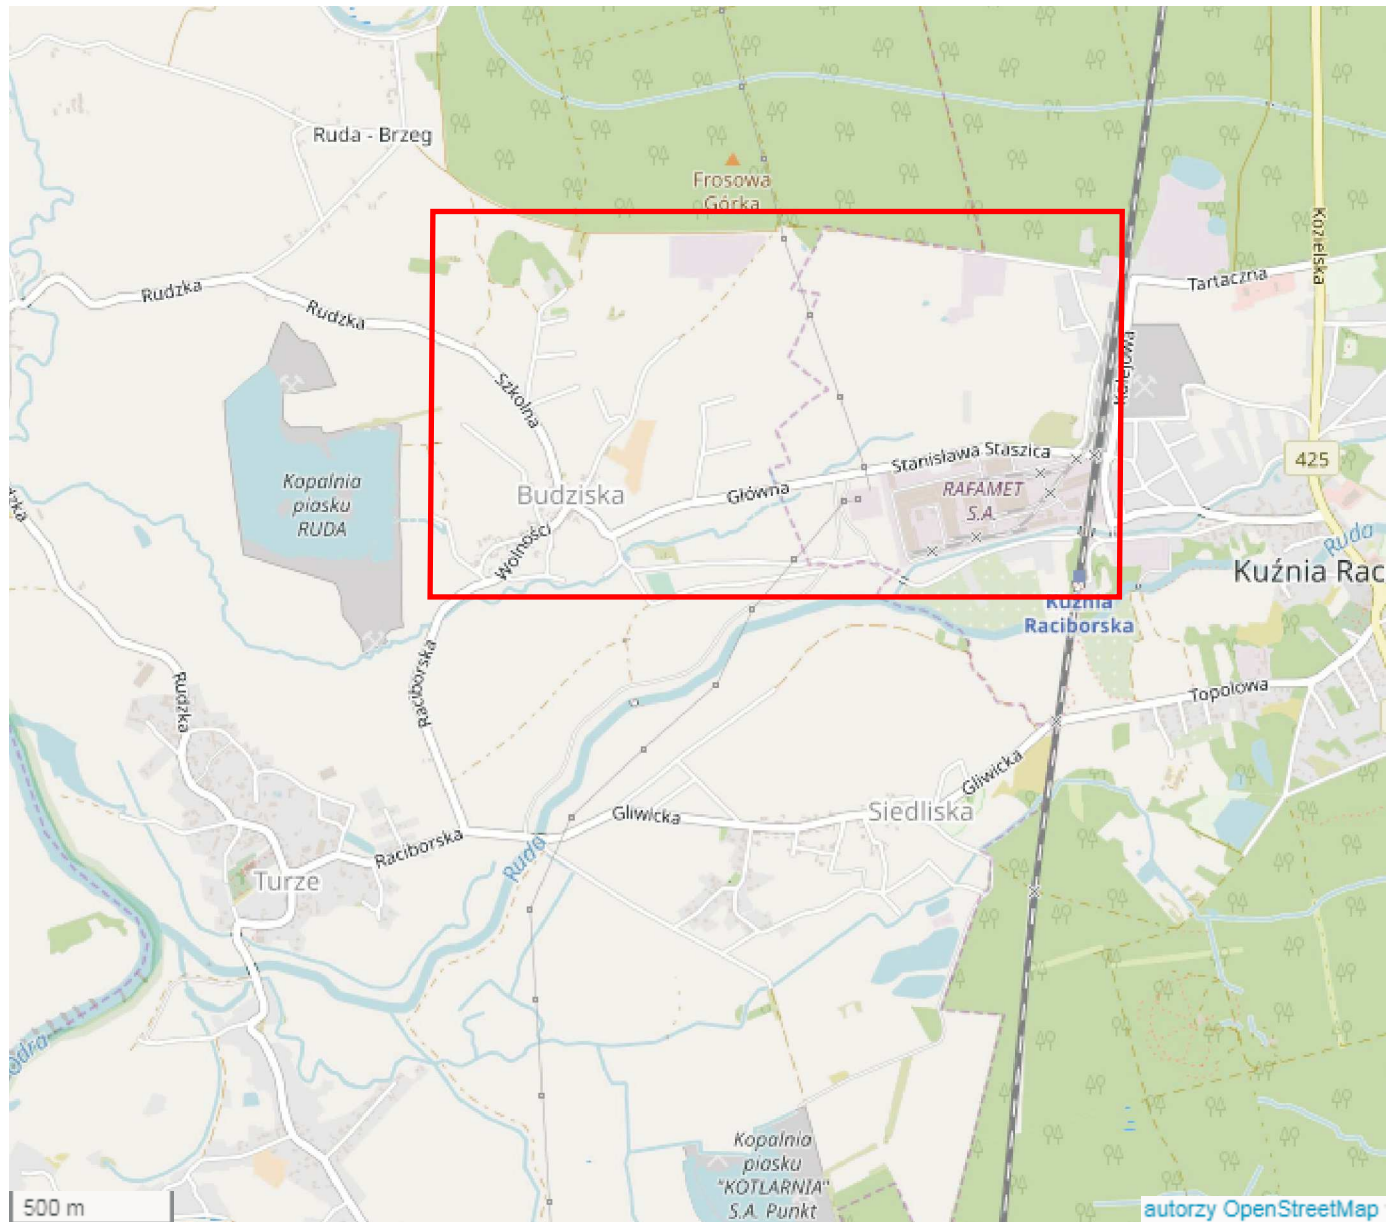 Ruda - Brzeg
Frosowa
Górka
Kozielska
Tartaczna
Rudzka
Rudzka
Kolejowa
Szkolna
Stanisława Staszica
425
Kopalnia
piasku
RUDA
Budziska
Główna
RAFAMET
S.A.
Wolności
Ruda
Kuźnia Rac
Kuźnia
Raciborska
Raciborska
Rudzka
Topolowa
Gliwicka
Siedliska
Gliwicka
Raciborska
Ruda
Turze
Odra
Kopalnia
piasku
"KOTLARNIA"
S.A. Punkt
500 m
autorzy OpenStreetMap